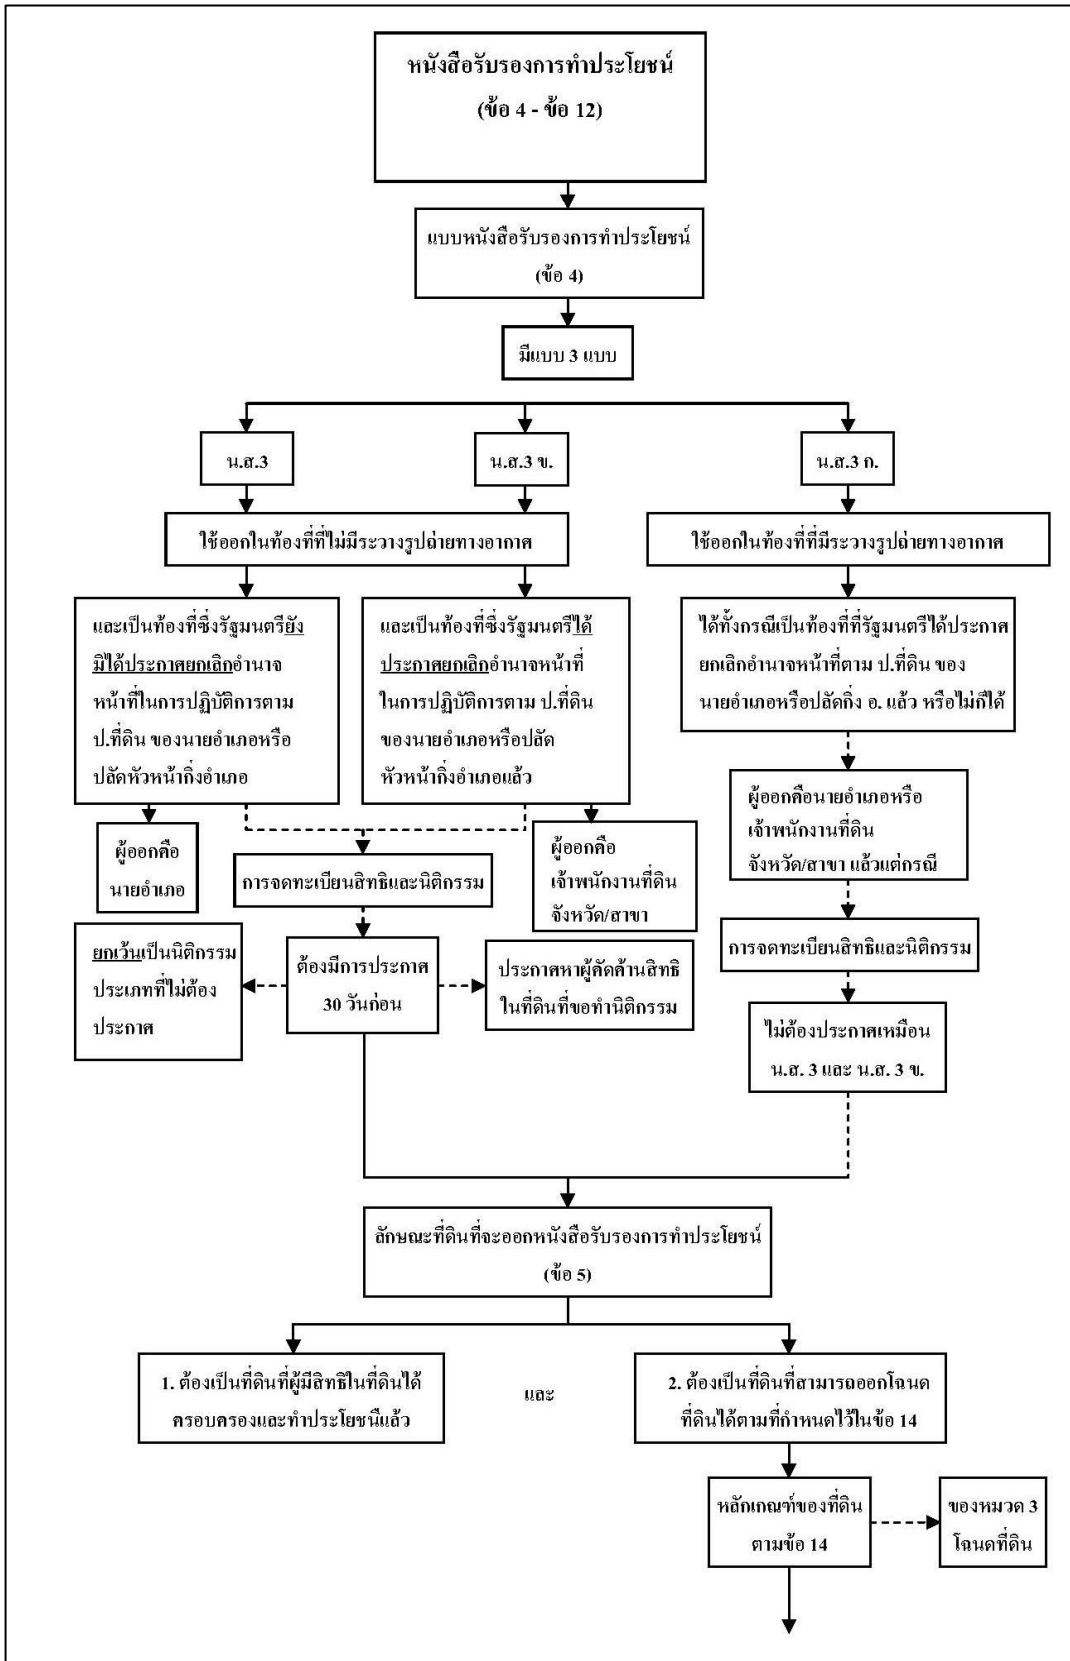 หนังสือรับรองการทำประโยชน์
(ข้อ 4 - ข้อ 12)
แบบหนังสือรับรองการทำประโยชน์
(ข้อ 4)
มีแบบ 3 แบบ
น.ส.3
น.ส.3 ข.
น.ส.3 ก.
ใช้ออกในท้องที่ที่ไม่มีระวางรูปถ่ายทางอากาศ
ใช้ออกในท้องที่ที่มีระวางรูปถ่ายทางอากาศ
และเป็นท้องที่ซึ่งรัฐมนตรียัง
มิได้ประกาศยกเลิกอำนาจ
หน้าที่ในการปฏิบัติการตาม
ป.ที่ดิน ของนายอำเภอหรือ
ปลัดหัวหน้ากิ่งอำเภอ
และเป็นท้องที่ซึ่งรัฐมนตรีได้
ประกาศยกเลิกอำนาจหน้าที่
ในการปฏิบัติการตาม ป.ที่ดิน
ของนายอำเภอหรือปลัด
หัวหน้ากิ่งอำเภอแล้ว
ได้ทั้งกรณีเป็นท้องที่ที่รัฐมนตรีได้ประกาศ
ยกเลิกอำนาจหน้าที่ตาม ป.ที่ดิน ของ
นายอำเภอหรือปลัดกิ่ง อ. แล้ว หรือไม่ก็ได้
ผู้ออกคือ
นายอำเภอ
การจดทะเบียนสิทธิและนิติกรรม
ผู้ออกคือ
เจ้าพนักงานที่ดิน
จังหวัด/สาขา
ผู้ออกคือนายอำเภอหรือ
เจ้าพนักงานที่ดิน
จังหวัด/สาขา แล้วแต่กรณี
ยกเว้นเป็นนิติกรรม
ประเภทที่ไม่ต้อง
ประกาศ
ต้องมีการประกาศ
30 วันก่อน
ประกาศหาผู้คัดค้านสิทธิ
ในที่ดินที่ขอทำนิติกรรม
การจดทะเบียนสิทธิและนิติกรรม
ไม่ต้องประกาศเหมือน
น.ส. 3 และ น.ส. 3 ข.
ลักษณะที่ดินที่จะออกหนังสือรับรองการทำประโยชน์
(ข้อ 5)
1. ต้องเป็นที่ดินที่ผู้มีสิทธิในที่ดินได้
ครอบครองและทำประโยชน์แล้ว
และ
2. ต้องเป็นที่ดินที่สามารถออกโฉนด
ที่ดินได้ตามที่กำหนดไว้ในข้อ 14
หลักเกณฑ์ของที่ดิน
ตามข้อ 14
ของหมวด 3
โฉนดที่ดิน